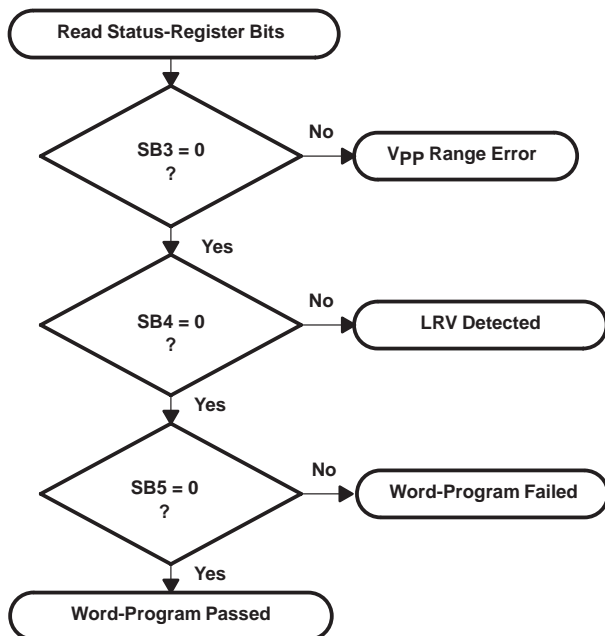 Read Status-Register Bits
SB3 = 0
?
No
VPP Range Error
Yes
SB4 = 0
?
No
LRV Detected
Yes
SB5 = 0
?
No
Word-Program Failed
Yes
Word-Program Passed